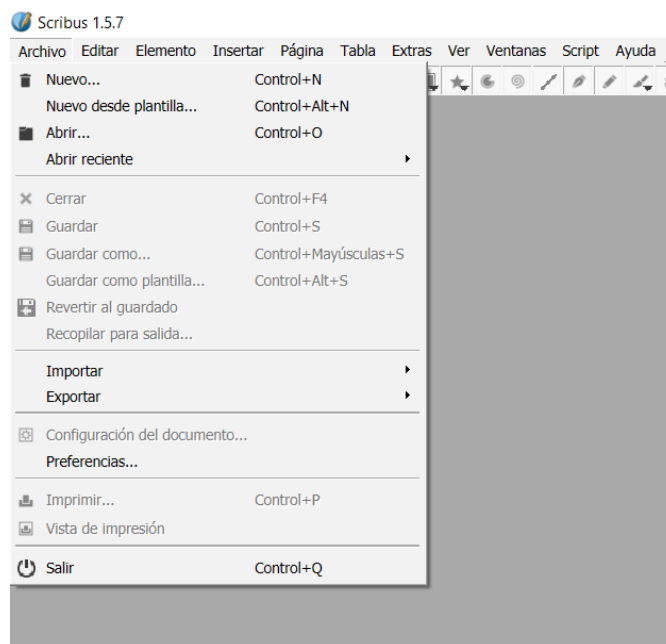 Scribus 1.5.7
Archivo Editar Elemento Insertar Página Tabla Extras Ver Ventanas Script Ayuda
Nuevo... Control+N
Nuevo desde plantilla... Control+Alt+N
Abrir... Control+O
Abrir reciente
Cerrar Control+F4
Guardar Control+S
Guardar como... Control+Mayúsculas+S
Guardar como plantilla... Control+Alt+S
Revertir al guardado
Recopilar para salida...
Importar
Exportar
Configuración del documento...
Preferencias...
Imprimir... Control+P
Vista de impresión
Salir Control+Q